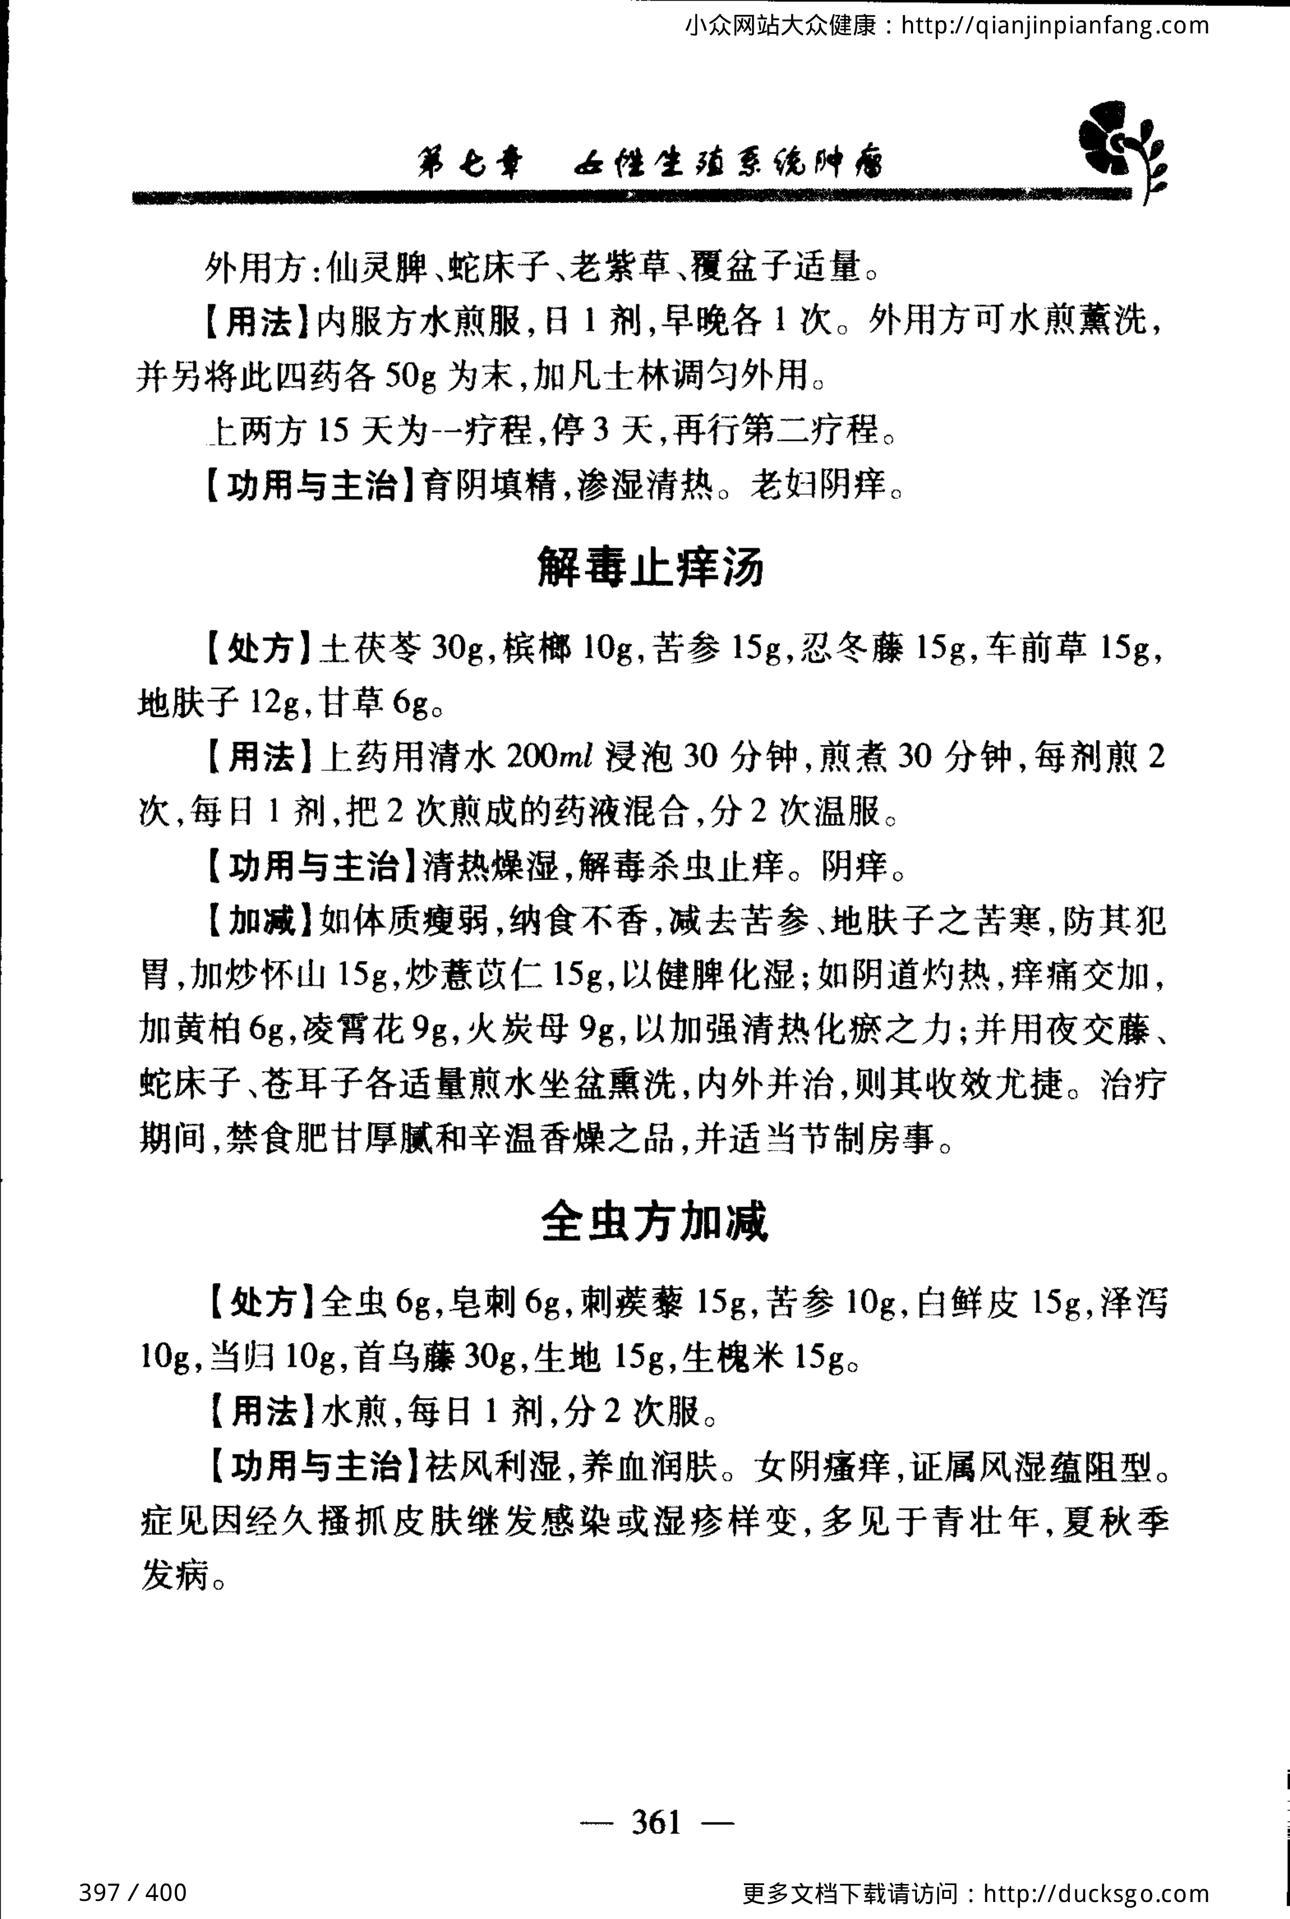 小众网站大众健康：http://qianjinpianfang.com
第七章 女性生殖系统肿瘤
外用方:仙灵脾、蛇床子、老紫草、覆盆子适量。
【用法】内服方水煎服,日1剂,早晚各1次。外用方可水煎薰洗,
并另将此四药各50g为末,加凡士林调匀外用。
上两方15天为一疗程,停3天,再行第二疗程。
【功用与主治】育阴填精,渗湿清热。老妇阴痒。
解毒止痒汤
【处方】土茯苓30g,槟榔10g,苦参15g,忍冬藤15g,车前草15g,
地肤子12g,甘草6g。
【用法】上药用清水200ml浸泡30分钟,煎煮30分钟,每剂煎2
次,每日1剂,把2次煎成的药液混合,分2次温服。
【功用与主治】清热燥湿,解毒杀虫止痒。阴痒。
【加减】如体质瘦弱,纳食不香,减去苦参、地肤子之苦寒,防其犯
胃,加炒怀山15g,炒薏苡仁15g,以健脾化湿;如阴道灼热,痒痛交加,
加黄柏6g,凌霄花9g,火炭母9g,以加强清热化瘀之力;并用夜交藤、
蛇床子、苍耳子各适量煎水坐盆熏洗,内外并治,则其收效尤捷。治疗
期间,禁食肥甘厚腻和辛温香燥之品,并适当节制房事。
全虫方加减
【处方】全虫6g,皂刺6g,刺蒺藜15g,苦参10g,白鲜皮15g,泽泻
10g,当归10g,首乌藤30g,生地15g,生槐米15g。
【用法】水煎,每日1剂,分2次服。
【功用与主治】祛风利湿,养血润肤。女阴瘙痒,证属风湿蕴阻型。
症见因经久搔抓皮肤继发感染或湿疹样变,多见于青壮年,夏秋季
发病。
— 361 —
397 / 400
更多文档下载请访问：http://ducksgo.com